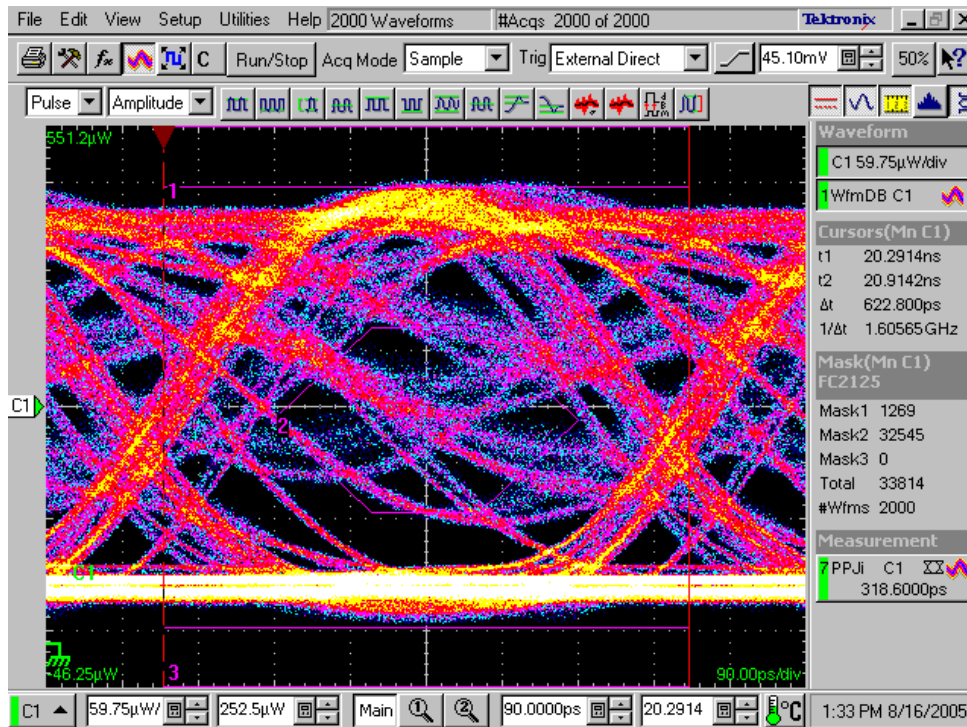 File Edit View Setup Utilities Help 2000 Waveforms #Acqs 2000 of 2000 Tektronix
C Run/Stop Acq Mode Sample Trig External Direct 45.10mV 50%
Pulse Amplitude
551.2µW
Waveform
C1 59.75µW/div
1 WfmDB C1
Cursors(Mn C1)
t1 20.2914ns
t2 20.9142ns
Δt 622.800ps
1/Δt 1.60565GHz
Mask(Mn C1)
FC2125
Mask1 1269
Mask2 32545
Mask3 0
Total 33814
#Wfms 2000
Measurement
7 PPJi C1
318.6000ps
1
C1
2
C1
-46.25µW
3
90.00ps/div
C1 59.75µW/ 252.5µW Main 1 2 90.0000ps 20.2914 °C 1:33 PM 8/16/2005